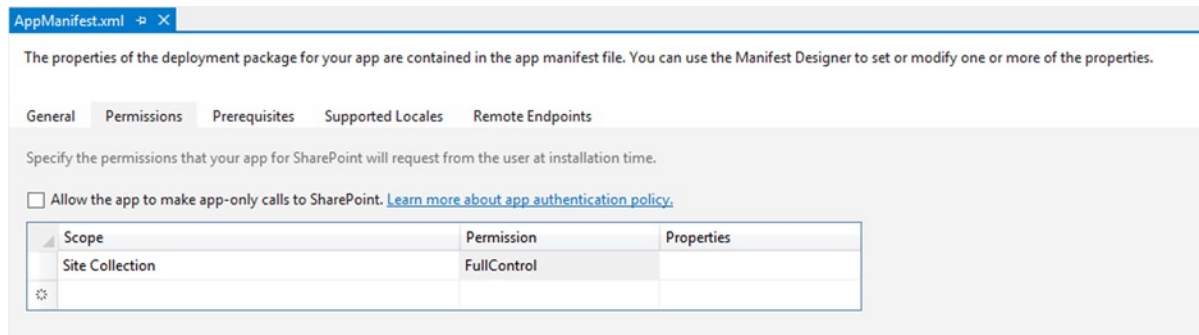 AppManifest.xml
The properties of the deployment package for your app are contained in the app manifest file. You can use the Manifest Designer to set or modify one or more of the properties.
General Permissions Prerequisites Supported Locales Remote Endpoints
Specify the permissions that your app for SharePoint will request from the user at installation time.
Allow the app to make app-only calls to SharePoint. Learn more about app authentication policy.
Scope Permission Properties
Site Collection FullControl